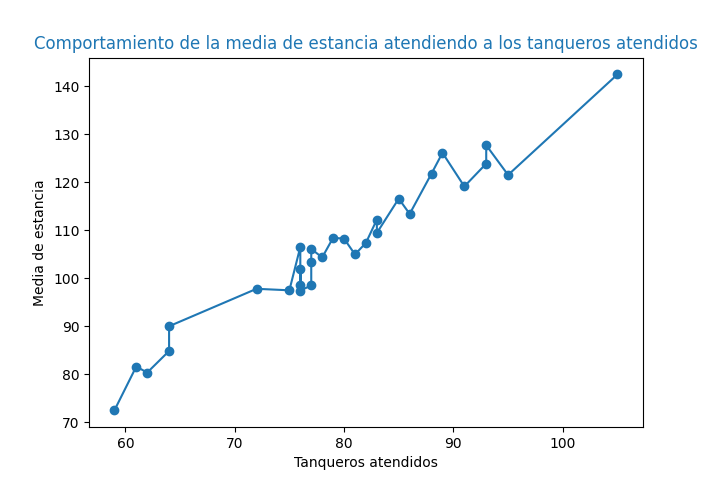 Comportamiento de la media de estancia atendiendo a los tanqueros atendidos
140
130
120
110
100
90
80
70
Media de estancia
60 70 80 90 100
Tanqueros atendidos